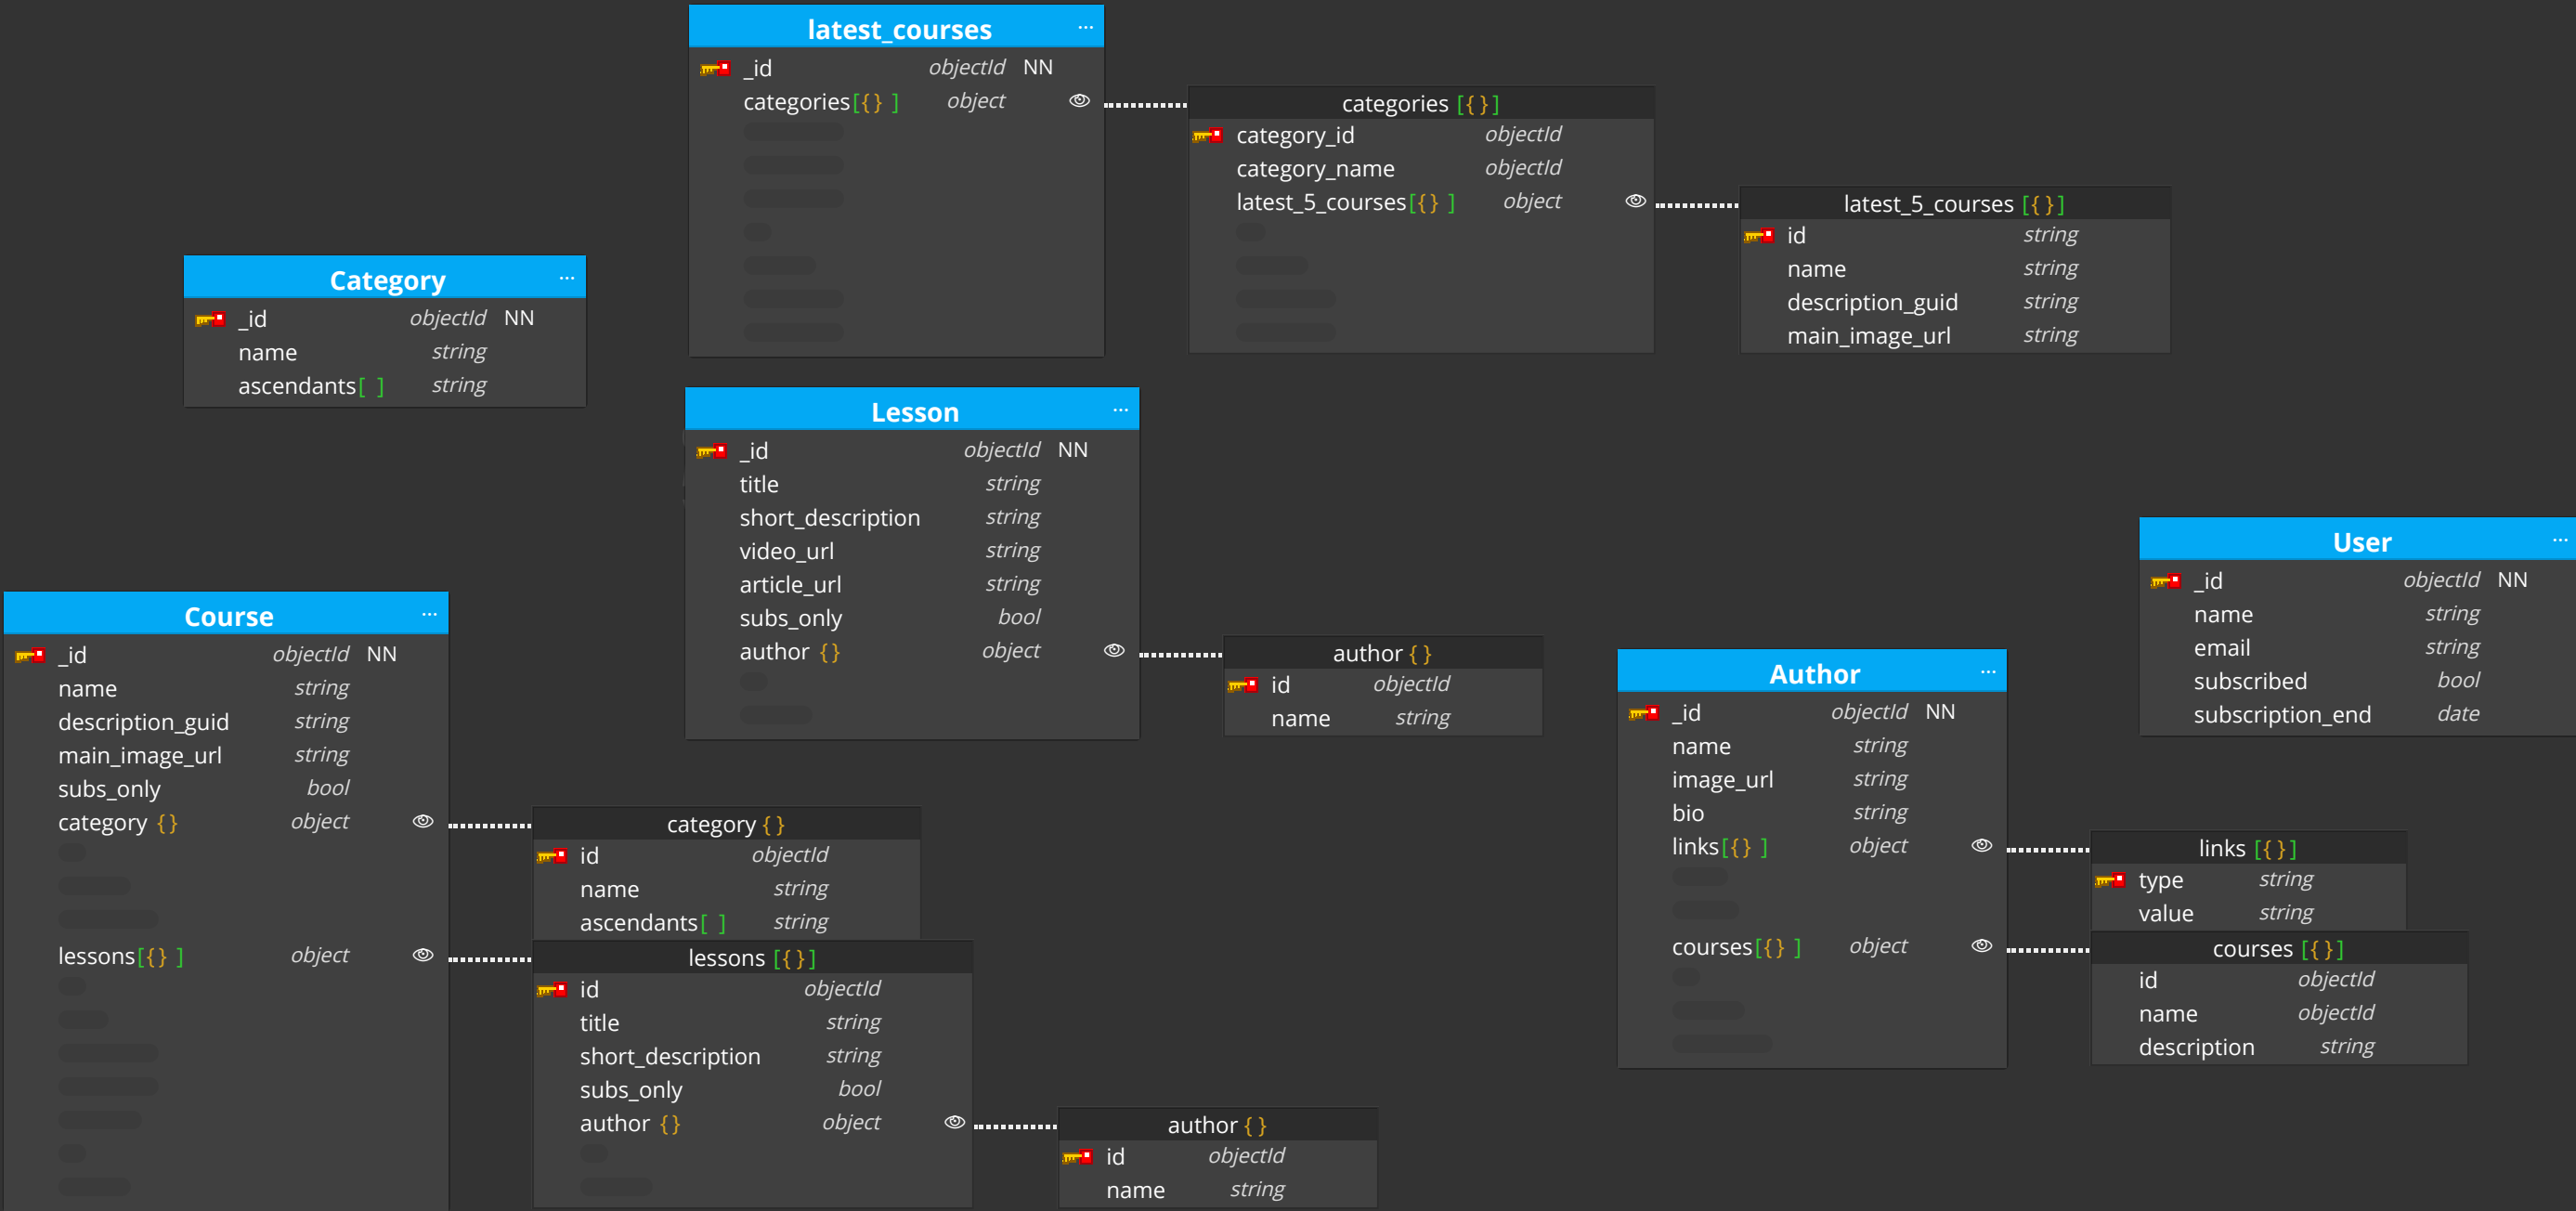 latest_courses ...
_id objectId NN
categories[{} ] object
categories [{}]
category_id objectId
category_name objectId
latest_5_courses[{} ] object
latest_5_courses [{}]
id string
name string
description_guid string
main_image_url string
Category ...
_id objectId NN
name string
ascendants[ ] string
Lesson ...
_id objectId NN
title string
short_description string
video_url string
article_url string
subs_only bool
author {} object
author {}
id objectId
name string
User ...
_id objectId NN
name string
email string
subscribed bool
subscription_end date
Course ...
_id objectId NN
name string
description_guid string
main_image_url string
subs_only bool
category {} object
lessons[{} ] object
category {}
id objectId
name string
ascendants[ ] string
lessons [{}]
id objectId
title string
short_description string
subs_only bool
author {} object
author {}
id objectId
name string
Author ...
_id objectId NN
name string
image_url string
bio string
links[{} ] object
courses[{} ] object
links [{}]
type string
value string
courses [{}]
id objectId
name objectId
description string